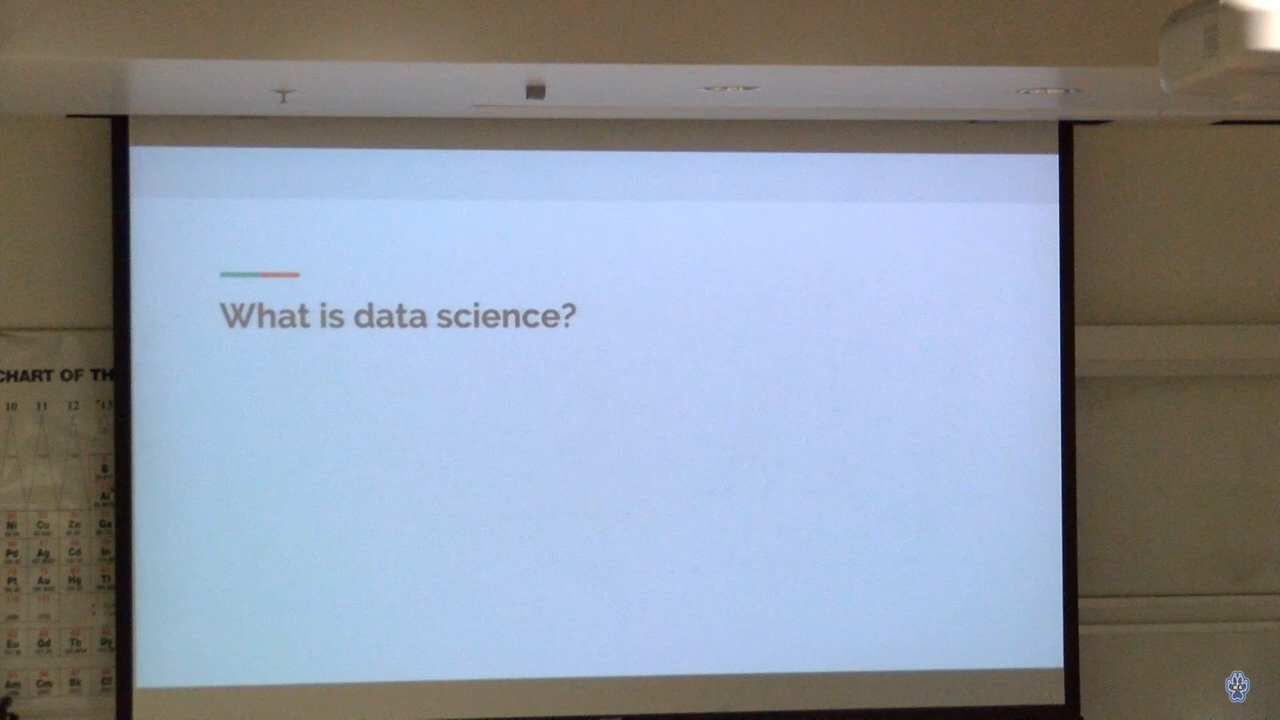 What is data science?
CHART OF TH
10 11 12 13
B
Al
Ni Cu Zn Ga
Pd Ag Cd In
Pt Au Hg Tl
Eu Gd Tb Dy
Am Cm Bk Cf